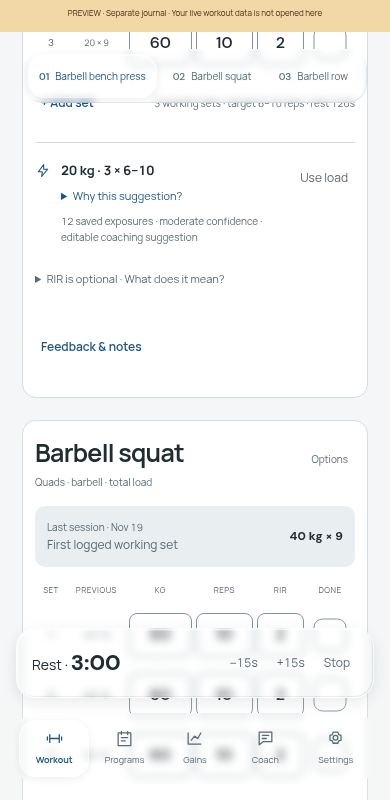 PREVIEW · Separate journal · Your live workout data is not opened here
3 20 × 9 60 10 2
01 Barbell bench press 02 Barbell squat 03 Barbell row
+ Add set 3 working sets · target 6–10 reps · rest 120s
20 kg · 3 × 6–10
Use load
Why this suggestion?
12 saved exposures · moderate confidence ·
editable coaching suggestion
RIR is optional · What does it mean?
Feedback & notes
Barbell squat
Options
Quads · barbell · total load
Last session · Nov 19
First logged working set
40 kg × 9
SET PREVIOUS KG REPS RIR DONE
Rest · 3:00 −15s +15s Stop
Workout Programs Gains Coach Settings